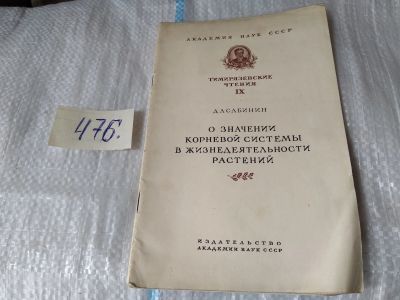 АКАДЕМИЯ НАУК СССР
ТИМИРЯЗЕВСКИЕ
ЧТЕНИЯ
IX
Д.А.САБИНИН
О ЗНАЧЕНИИ
КОРНЕВОЙ СИСТЕМЫ
В ЖИЗНЕДЕЯТЕЛЬНОСТИ
РАСТЕНИЙ
ИЗДАТЕЛЬСТВО
АКАДЕМИИ НАУК СССР
476.